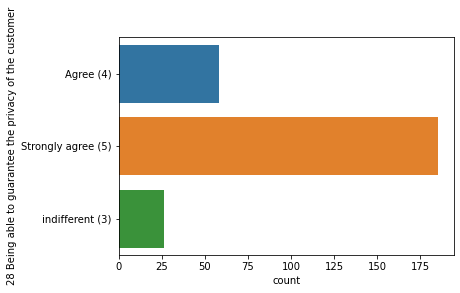 28 Being able to guarantee the privacy of the customer
Agree (4)
Strongly agree (5)
indifferent (3)
0 25 50 75 100 125 150 175
count